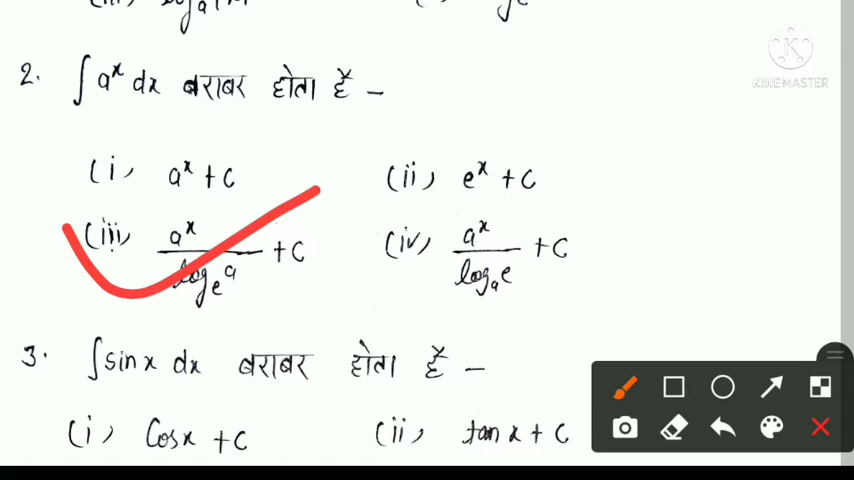 KINEMASTER
2. ∫ aˣ dx बराबर होता है –
(i) aˣ + c (ii) eˣ + c
(iii) aˣ/logₑa + c (iv) aˣ/logₐe + c
3. ∫ sin x dx बराबर होता है –
(i) Cosx + c (ii) tan x + c